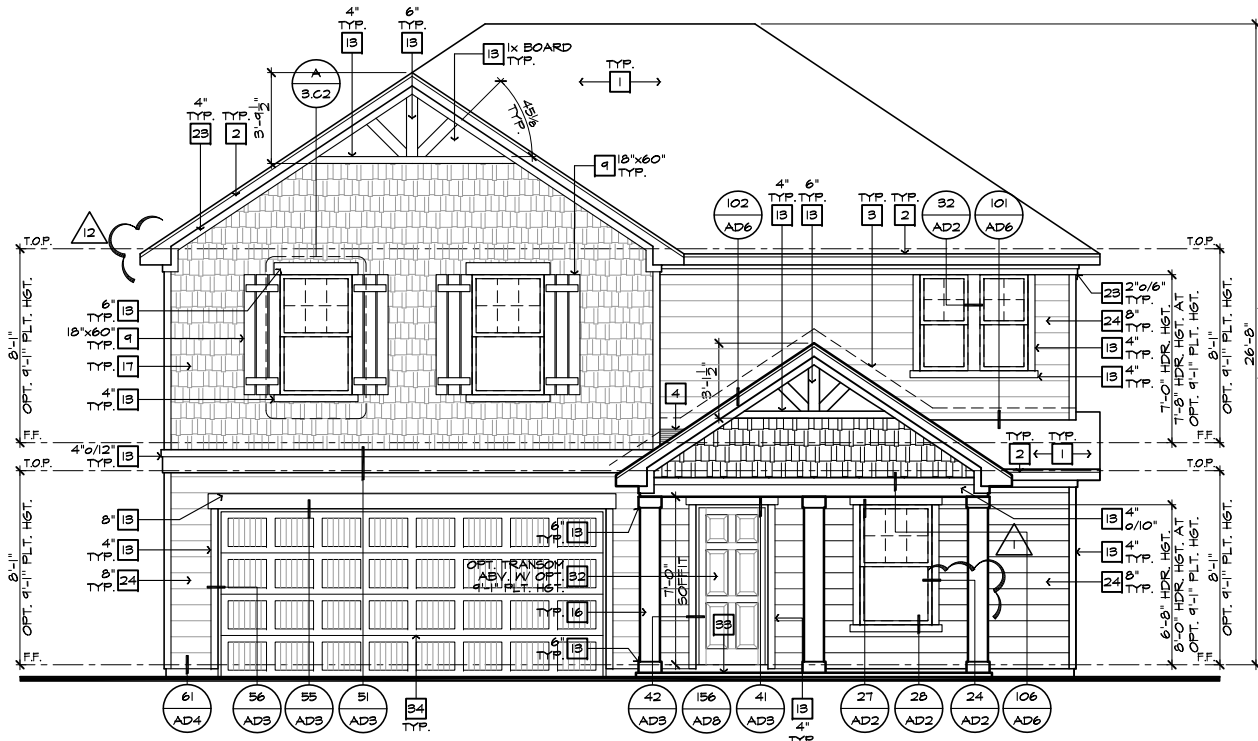 4"
TYP.
13
6"
TYP.
13
13
1x BOARD
TYP.
TYP.
1
A
3.C2
4"
TYP.
23
TYP.
2
3'-9 1/2"
45%
TYP.
9
18"x60"
TYP.
12
102
AD6
4"
TYP.
13
6"
TYP.
13
TYP.
3
TYP.
2
32
AD2
101
AD6
T.O.P.
T.O.P.
8'-1"
OPT. 9'-1" PLT. HGT.
6"
TYP.
13
18"x60"
TYP.
9
TYP.
17
4"
TYP.
13
F.F.
23
2"o/6"
TYP.
24
8"
TYP.
13
4"
TYP.
13
4"
TYP.
7'-0" HDR. HGT.
7'-8" HDR. HGT. AT
OPT. 9'-1" PLT. HGT.
8'-1"
OPT. 9'-1" PLT. HGT.
26'-8"
3'-1 1/2"
4
F.F.
4"o/12"
TYP.
13
TYP.
2
TYP.
1
T.O.P.
T.O.P.
8'-1"
OPT. 9'-1" PLT. HGT.
8"
13
4"
TYP.
13
8"
TYP.
24
6"
TYP.
13
OPT. TRANSOM
ABV. W/ OPT.
9'-1" PLT. HGT.
32
TYP.
16
6"
TYP.
13
7'-0"
SOFFIT
33
1
13
4"
o/10"
13
4"
TYP.
24
8"
TYP.
6'-8" HDR. HGT.
8'-0" HDR. HGT. AT
OPT. 9'-1" PLT. HGT.
8'-1"
OPT. 9'-1" PLT. HGT.
F.F.
F.F.
61
AD4
56
AD3
55
AD3
51
AD3
34
TYP.
42
AD3
156
AD8
41
AD3
13
4"
TYP.
27
AD2
28
AD2
24
AD2
106
AD6